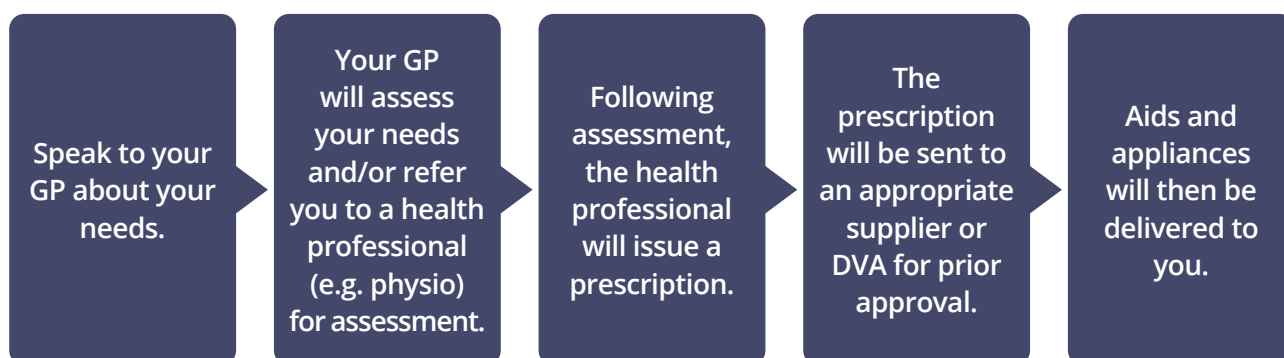 Speak to your
GP about your
needs.
Your GP
will assess
your needs
and/or refer
you to a health
professional
(e.g. physio)
for assessment.
Following
assessment,
the health
professional
will issue a
prescription.
The
prescription
will be sent to
an appropriate
supplier or
DVA for prior
approval.
Aids and
appliances
will then be
delivered to
you.